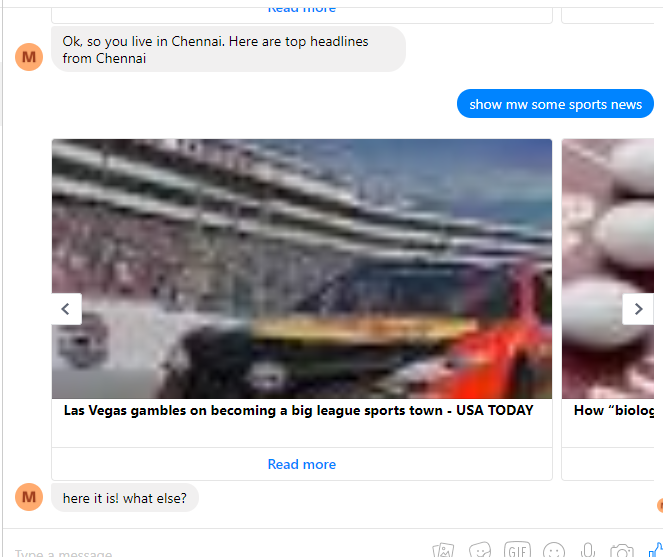 Read more
Ok, so you live in Chennai. Here are top headlines
from Chennai
M
show mw some sports news
Las Vegas gambles on becoming a big league sports town - USA TODAY
How “biolog
Read more
M
here it is! what else?
Type a message
GIF